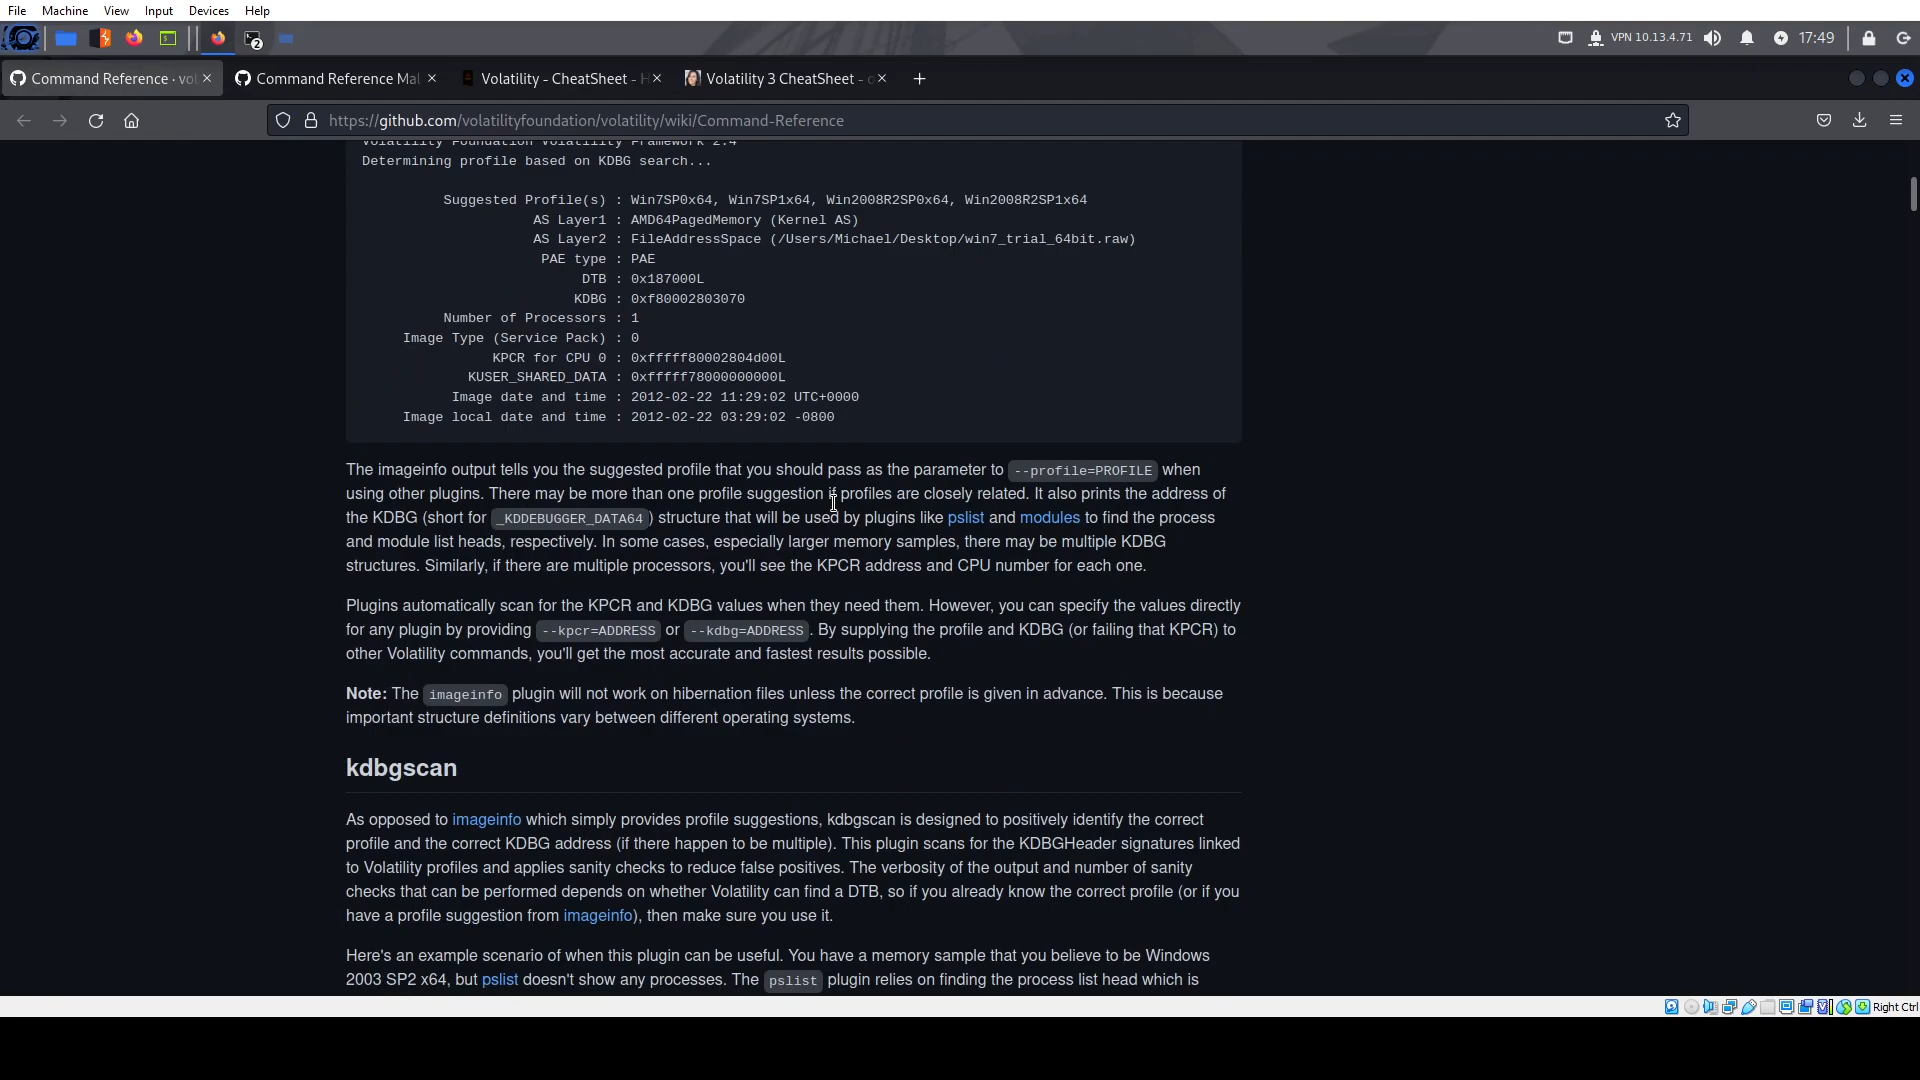 File Machine View Input Devices Help
2 VPN 10.13.4.71 17:49
Command Reference · vo Command Reference Mal Volatility - CheatSheet - H Volatility 3 CheatSheet - o
https://github.com/volatilityfoundation/volatility/wiki/Command-Reference
Volatility Foundation Volatility Framework 2.4
Determining profile based on KDBG search...
Suggested Profile(s) : Win7SP0x64, Win7SP1x64, Win2008R2SP0x64, Win2008R2SP1x64
AS Layer1 : AMD64PagedMemory (Kernel AS)
AS Layer2 : FileAddressSpace (/Users/Michael/Desktop/win7_trial_64bit.raw)
PAE type : PAE
DTB : 0x187000L
KDBG : 0xf80002803070
Number of Processors : 1
Image Type (Service Pack) : 0
KPCR for CPU 0 : 0xfffff80002804d00L
KUSER_SHARED_DATA : 0xfffff78000000000L
Image date and time : 2012-02-22 11:29:02 UTC+0000
Image local date and time : 2012-02-22 03:29:02 -0800
The imageinfo output tells you the suggested profile that you should pass as the parameter to --profile=PROFILE when
using other plugins. There may be more than one profile suggestion if profiles are closely related. It also prints the address of
the KDBG (short for _KDDEBUGGER_DATA64 ) structure that will be used by plugins like pslist and modules to find the process
and module list heads, respectively. In some cases, especially larger memory samples, there may be multiple KDBG
structures. Similarly, if there are multiple processors, you'll see the KPCR address and CPU number for each one.
Plugins automatically scan for the KPCR and KDBG values when they need them. However, you can specify the values directly
for any plugin by providing --kpcr=ADDRESS or --kdbg=ADDRESS . By supplying the profile and KDBG (or failing that KPCR) to
other Volatility commands, you'll get the most accurate and fastest results possible.
Note: The imageinfo plugin will not work on hibernation files unless the correct profile is given in advance. This is because
important structure definitions vary between different operating systems.
kdbgscan
As opposed to imageinfo which simply provides profile suggestions, kdbgscan is designed to positively identify the correct
profile and the correct KDBG address (if there happen to be multiple). This plugin scans for the KDBGHeader signatures linked
to Volatility profiles and applies sanity checks to reduce false positives. The verbosity of the output and number of sanity
checks that can be performed depends on whether Volatility can find a DTB, so if you already know the correct profile (or if you
have a profile suggestion from imageinfo), then make sure you use it.
Here's an example scenario of when this plugin can be useful. You have a memory sample that you believe to be Windows
2003 SP2 x64, but pslist doesn't show any processes. The pslist plugin relies on finding the process list head which is
Right Ctrl